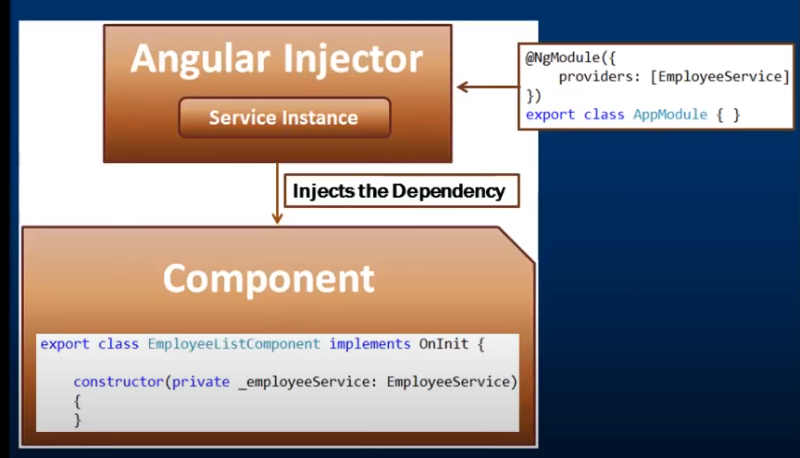 Angular Injector
Service Instance
@NgModule({
    providers: [EmployeeService]
})
export class AppModule { }
Injects the Dependency
Component
export class EmployeeListComponent implements OnInit {
    constructor(private _employeeService: EmployeeService)
    {
    }